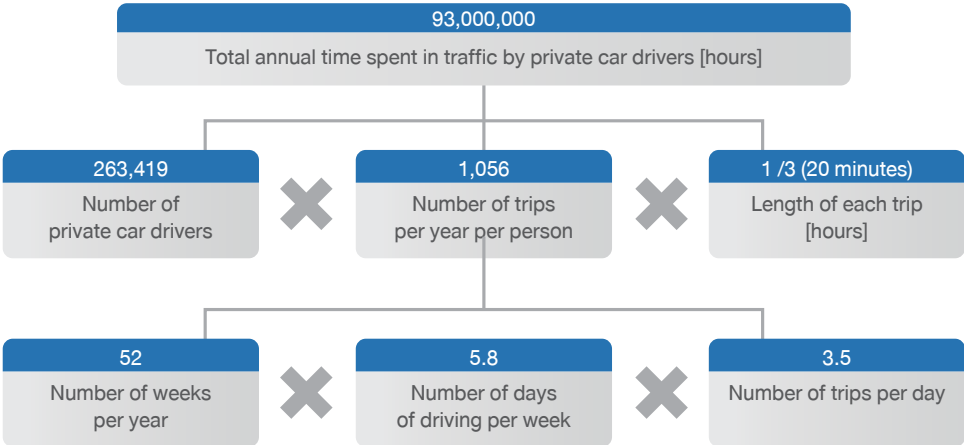 93,000,000
Total annual time spent in traffic by private car drivers [hours]
263,419
Number of
private car drivers
1,056
Number of trips
per year per person
1 /3 (20 minutes)
Length of each trip
[hours]
52
Number of weeks
per year
5.8
Number of days
of driving per week
3.5
Number of trips per day